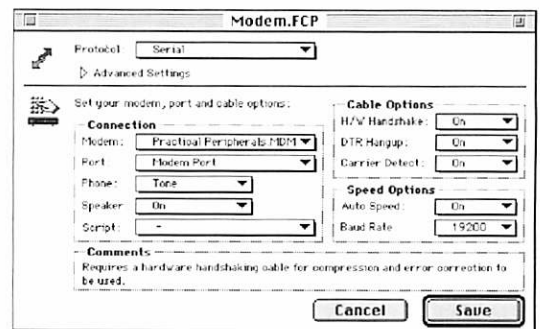 Modem.FCP
Protocol Serial
Advanced Settings
Set your modem, port and cable options:
Connection
Modem: Practical Peripherals.MDM
Port Modem Port
Phone: Tone
Speaker On
Script: -
Cable Options
H/W Handshake: On
DTR Hangup: On
Carrier Detect: On
Speed Options
Auto Speed: On
Baud Rate 19200
Comments
Requires a hardware handshaking cable for compression and error correction to
be used.
Cancel Save